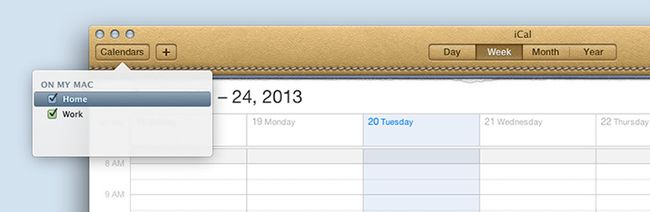 iCal
Calendars + Day Week Month Year
ON MY MAC
Home
Work
– 24, 2013
19 Monday 20 Tuesday 21 Wednesday 22 Thursday
8 AM
9 AM